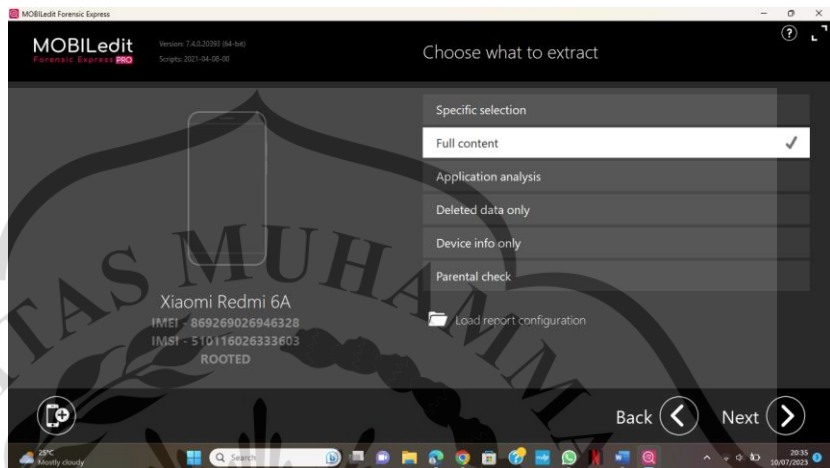 MOBILedit Forensic Express
MOBILedit
Forensic Express PRO
Version: 7.4.0.20393 (64-bit)
Scripts: 2021-04-08-00
Choose what to extract
?
Specific selection
Full content
Application analysis
Deleted data only
Device info only
Parental check
Load report configuration
Xiaomi Redmi 6A
IMEI - 869269026946328
IMSI - 510116026333603
ROOTED
TAS MUHAMMA
Back
Next
25°C
Mostly cloudy
Search
20:35
10/07/2023